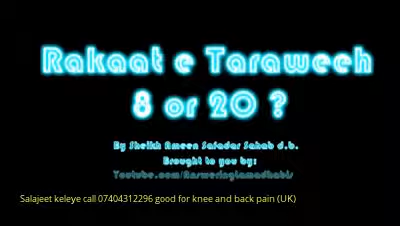 Rakaat e Taraweeh
8 or 20 ?
By Sheikh Ameen Safadar Sahab d.b.
Brought to you by:
Youtube.com/Answeringlamadhabis
Salajeet keleye call 07404312296 good for knee and back pain (UK)